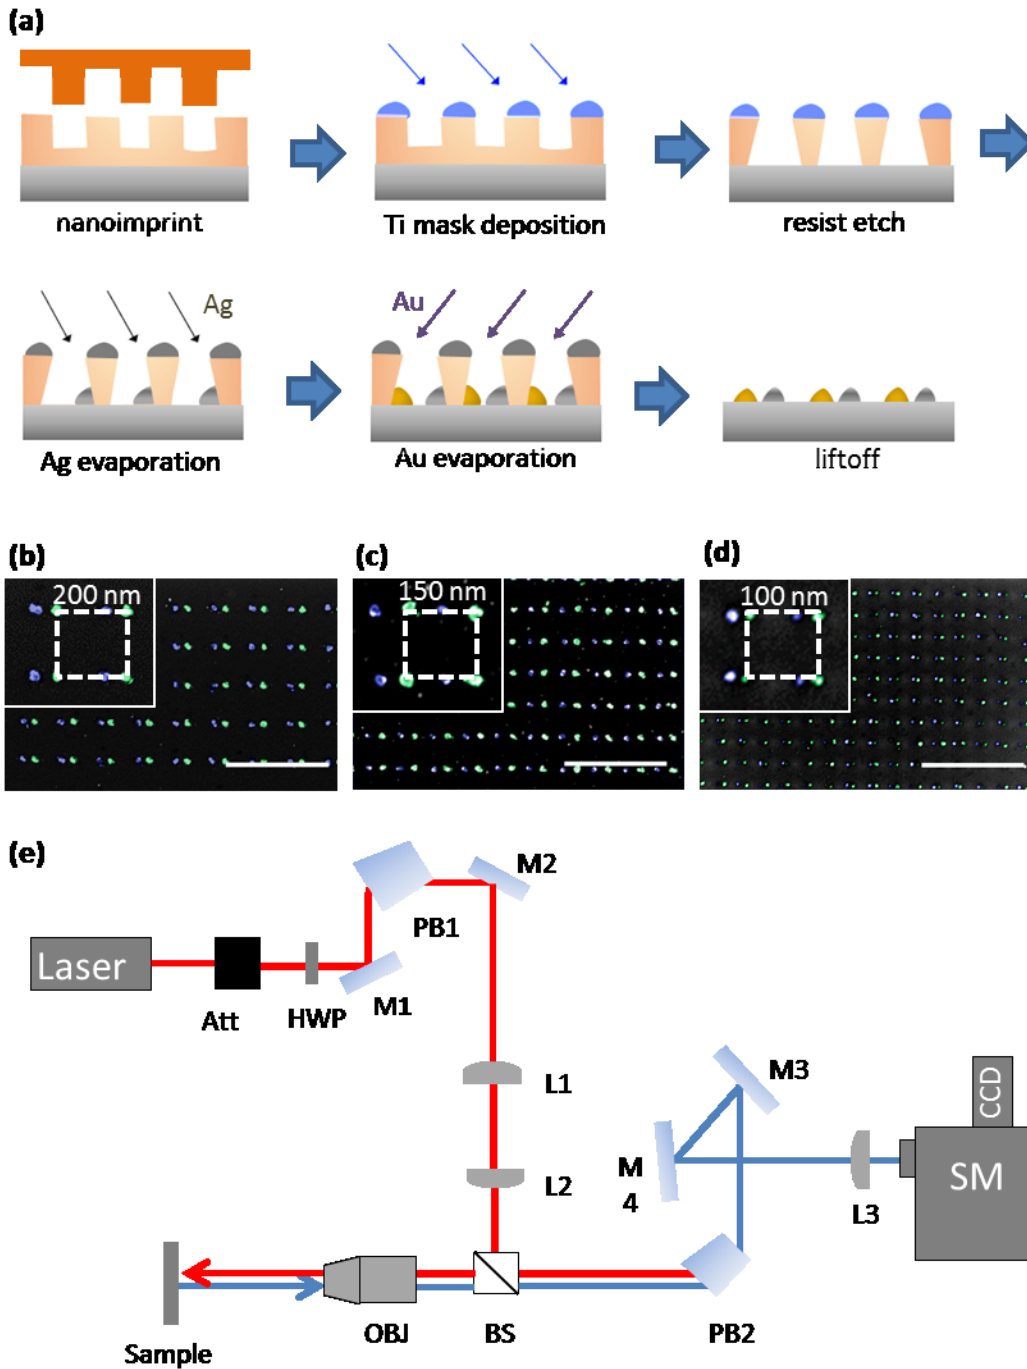 (a)
nanoimprint
Ti mask deposition
resist etch
Ag
Au
Ag evaporation
Au evaporation
liftoff
(b)
(c)
(d)
200 nm
150 nm
100 nm
(e)
M2
PB1
Laser
M1
HWP
Att
M3
L1
CCD
M
4
SM
L2
L3
OBJ
BS
PB2
Sample